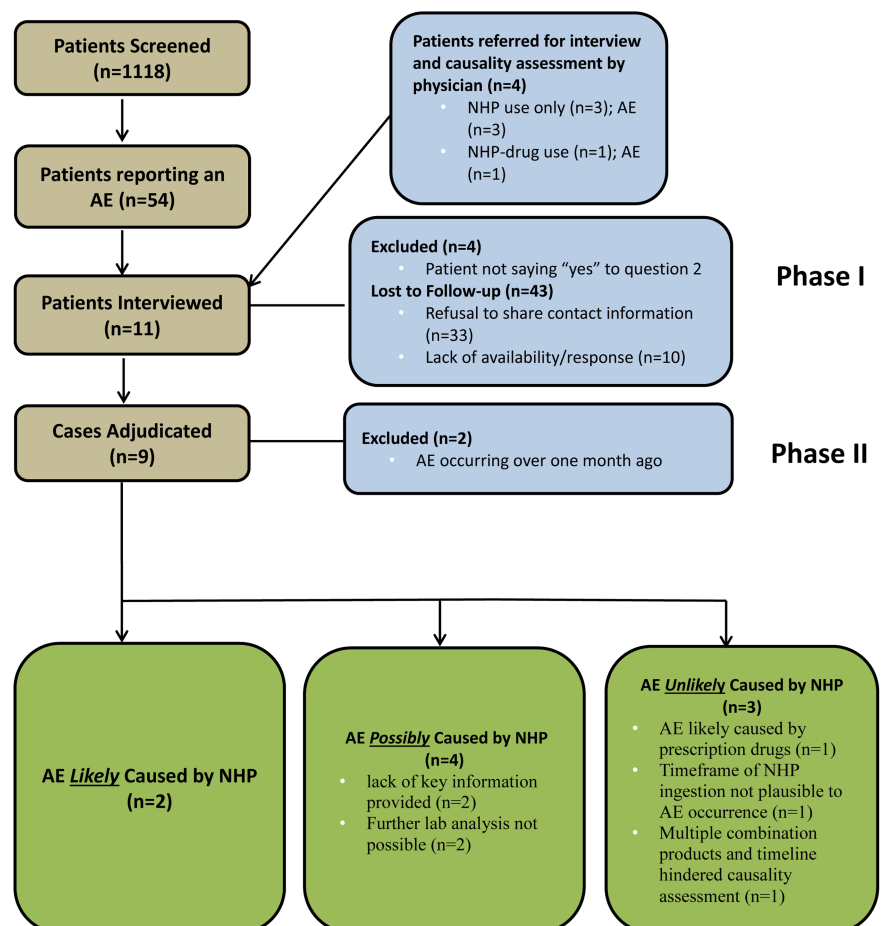 Patients Screened
(n=1118)
Patients referred for interview
and causality assessment by
physician (n=4)
• NHP use only (n=3); AE
(n=3)
• NHP-drug use (n=1); AE
(n=1)
Patients reporting an
AE (n=54)
Excluded (n=4)
• Patient not saying “yes” to question 2
Lost to Follow-up (n=43)
• Refusal to share contact information
(n=33)
• Lack of availability/response (n=10)
Phase I
Patients Interviewed
(n=11)
Cases Adjudicated
(n=9)
Excluded (n=2)
• AE occurring over one month ago
Phase II
AE Likely Caused by NHP
(n=2)
AE Possibly Caused by NHP
(n=4)
• lack of key information
provided (n=2)
• Further lab analysis not
possible (n=2)
AE Unlikely Caused by NHP
(n=3)
• AE likely caused by
prescription drugs (n=1)
• Timeframe of NHP
ingestion not plausible to
AE occurrence (n=1)
• Multiple combination
products and timeline
hindered causality
assessment (n=1)